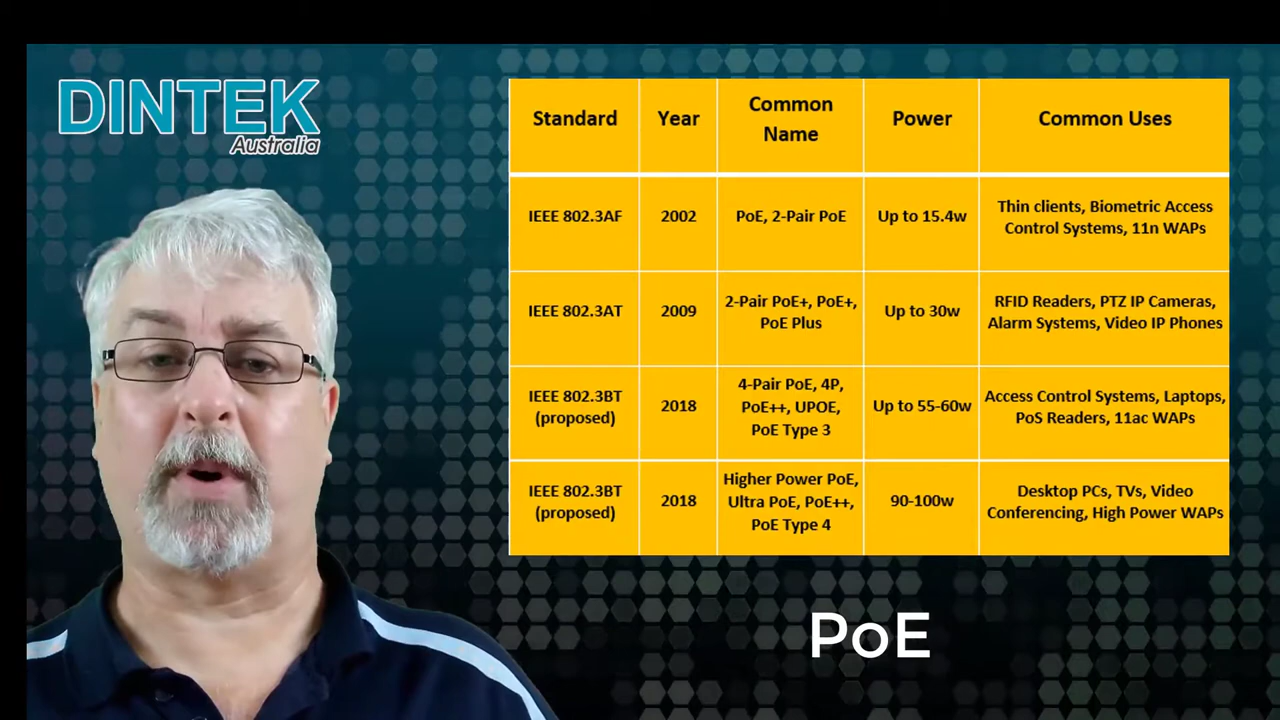 DINTEK
Australia
Standard
Year
Common
Name
Power
Common Uses
IEEE 802.3AF
2002
PoE, 2-Pair PoE
Up to 15.4w
Thin clients, Biometric Access
Control Systems, 11n WAPs
IEEE 802.3AT
2009
2-Pair PoE+, PoE+,
PoE Plus
Up to 30w
RFID Readers, PTZ IP Cameras,
Alarm Systems, Video IP Phones
IEEE 802.3BT
(proposed)
2018
4-Pair PoE, 4P,
PoE++, UPOE,
PoE Type 3
Up to 55-60w
Access Control Systems, Laptops,
PoS Readers, 11ac WAPs
IEEE 802.3BT
(proposed)
2018
Higher Power PoE,
Ultra PoE, PoE++,
PoE Type 4
90-100w
Desktop PCs, TVs, Video
Conferencing, High Power WAPs
PoE